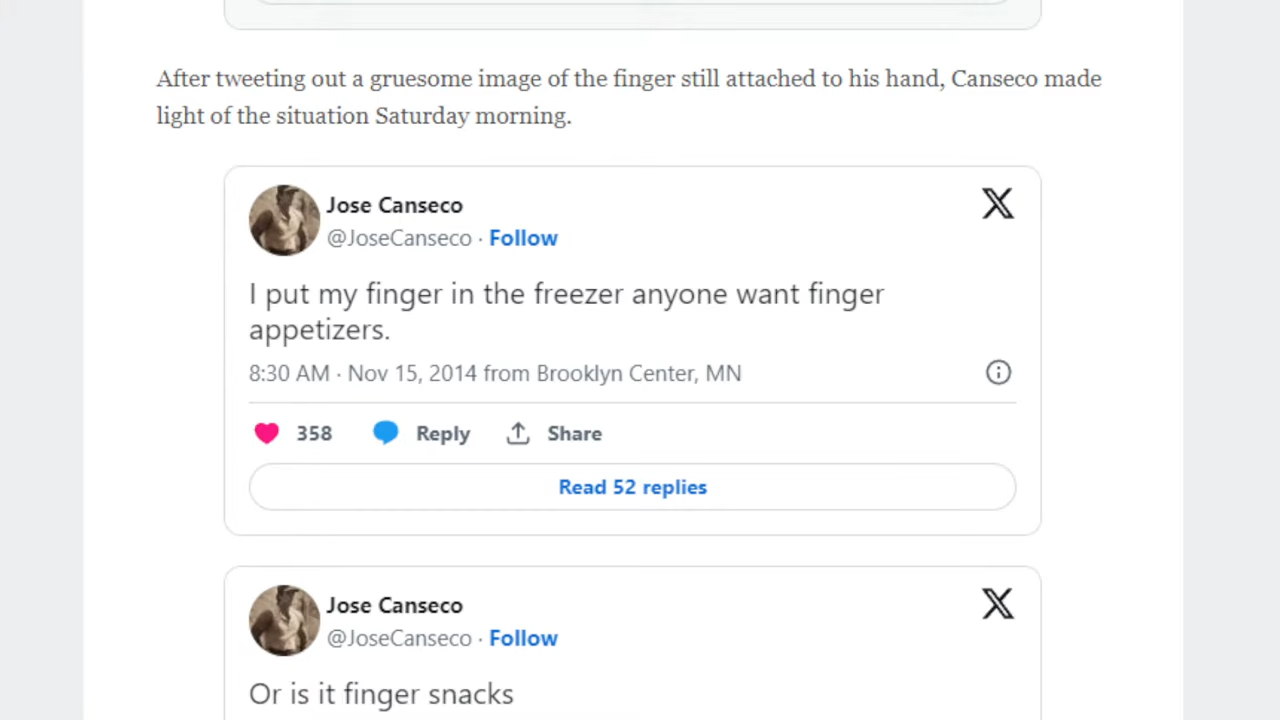 After tweeting out a gruesome image of the finger still attached to his hand, Canseco made
light of the situation Saturday morning.
Jose Canseco
@JoseCanseco · Follow
I put my finger in the freezer anyone want finger
appetizers.
8:30 AM · Nov 15, 2014 from Brooklyn Center, MN
358 Reply Share
Read 52 replies
Jose Canseco
@JoseCanseco · Follow
Or is it finger snacks